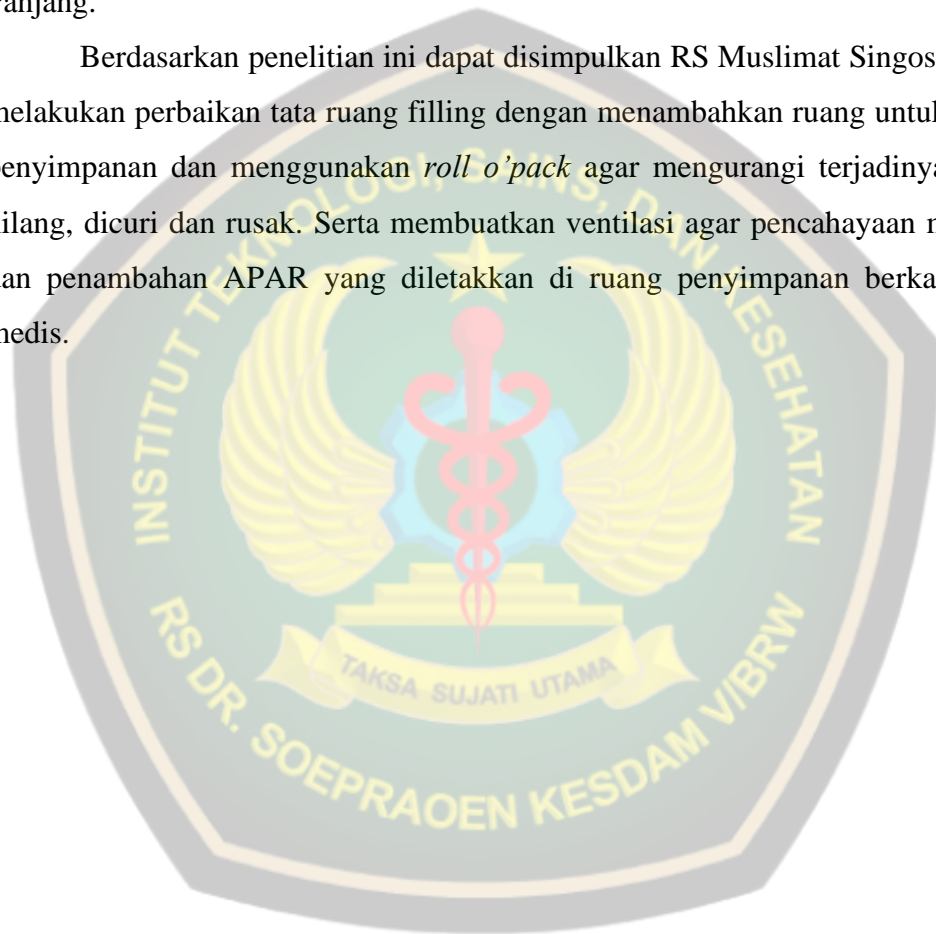 ranjang.
Berdasarkan penelitian ini dapat disimpulkan RS Muslimat Singos
melakukan perbaikan tata ruang filling dengan menambahkan ruang untuk
penyimpanan dan menggunakan roll o’pack agar mengurangi terjadinya
hilang, dicuri dan rusak. Serta membuatkan ventilasi agar pencahayaan
dan penambahan APAR yang diletakkan di ruang penyimpanan berka
medis.
INSTITUT TEKNOLOGI, SAINS, DAN KESEHATAN
TAKSA SUJATI UTAMA
RS DR. SOEPRAOEN KESDAM V/BRW